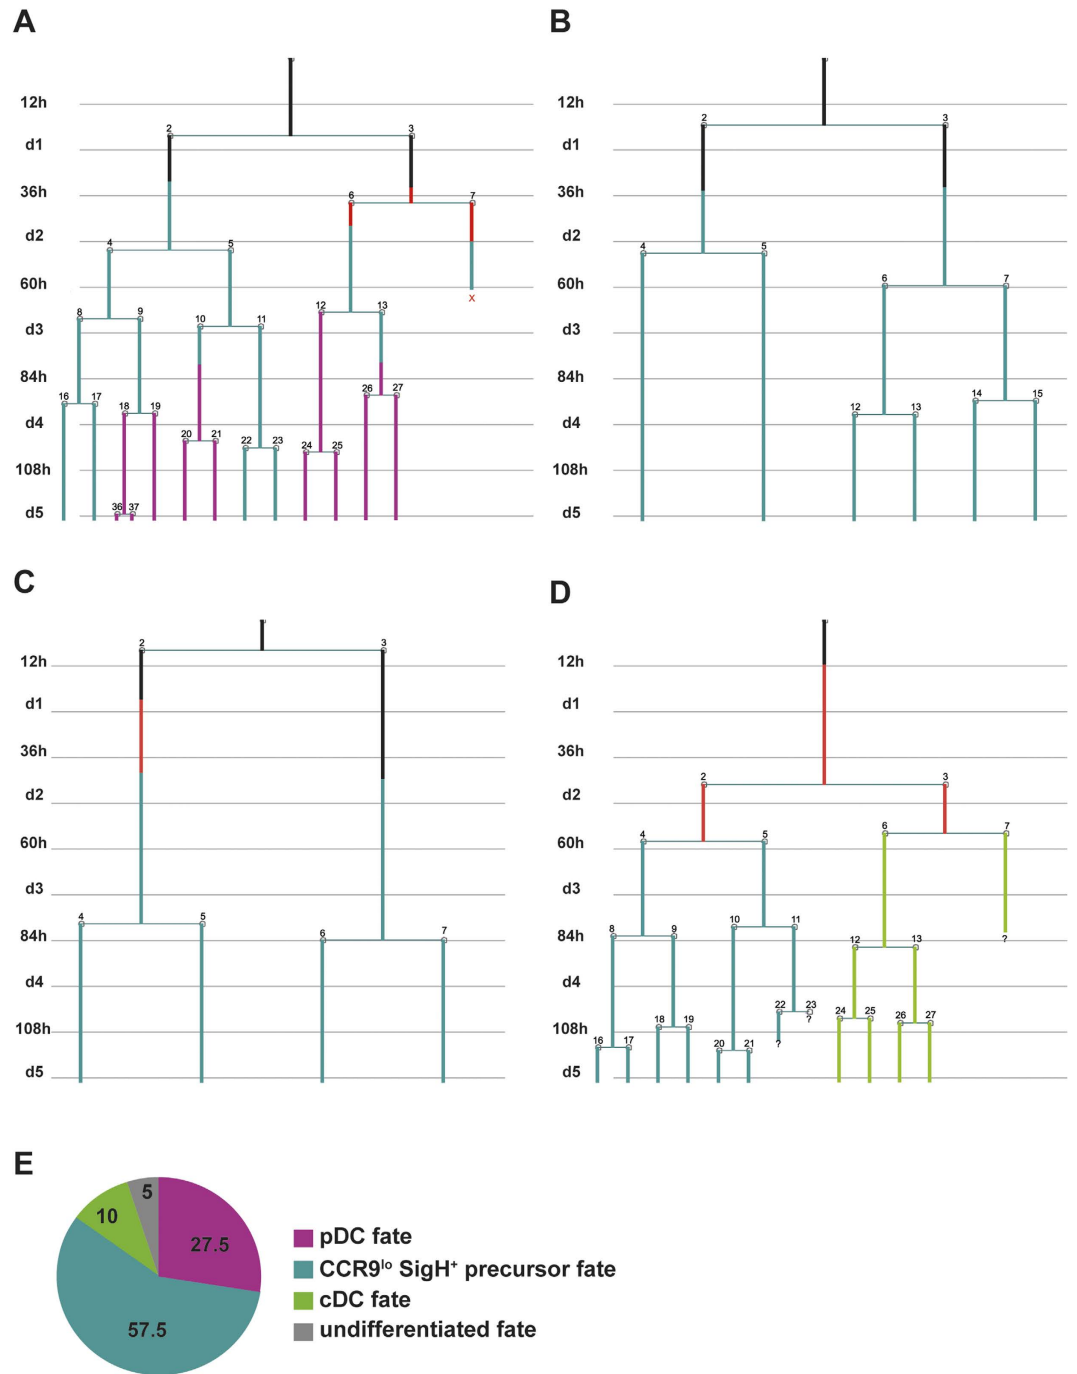 A
12h
d1
36h
d2
60h
d3
84h
d4
108h
d5
2 3
6 7
4 5
x
12 13
8 9 10 11
26 27
16 17 18 19
20 21 22 23 24 25
36 37
B
12h
d1
36h
d2
60h
d3
84h
d4
108h
d5
2 3
4 5
6 7
14 15
12 13
C
12h
d1
36h
d2
60h
d3
84h
d4
108h
d5
2 3
4 5
6 7
D
12h
d1
36h
d2
60h
d3
84h
d4
108h
d5
2 3
6 7
4 5
10 11
8 9
?
12 13
22 23
?
24 25 26 27
18 19
?
16 17 20 21
E
5
10
27.5
57.5
pDC fate
CCR9lo SigH+ precursor fate
cDC fate
undifferentiated fate